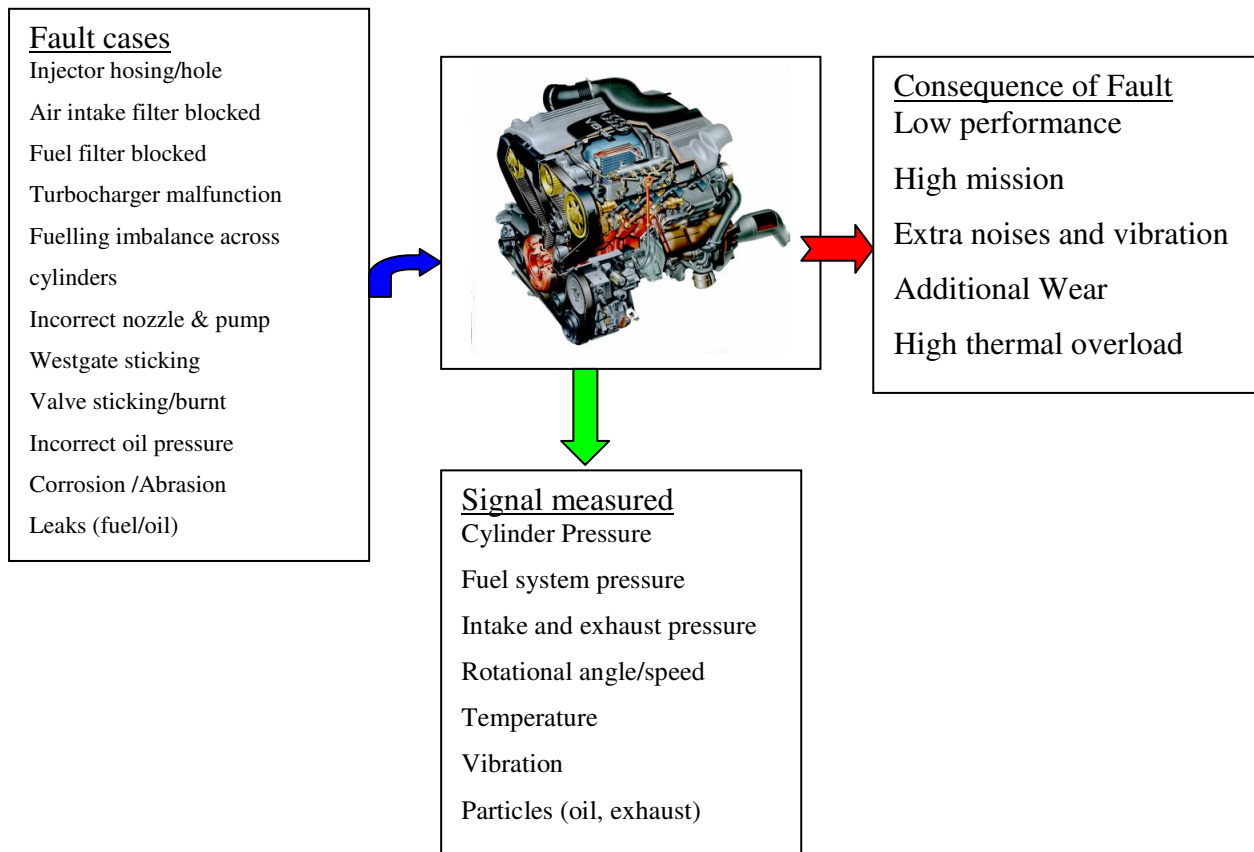 Fault cases
Injector hosing/hole
Air intake filter blocked
Fuel filter blocked
Turbocharger malfunction
Fuelling imbalance across
cylinders
Incorrect nozzle & pump
Westgate sticking
Valve sticking/burnt
Incorrect oil pressure
Corrosion /Abrasion
Leaks (fuel/oil)
Consequence of Fault
Low performance
High mission
Extra noises and vibration
Additional Wear
High thermal overload
Signal measured
Cylinder Pressure
Fuel system pressure
Intake and exhaust pressure
Rotational angle/speed
Temperature
Vibration
Particles (oil, exhaust)